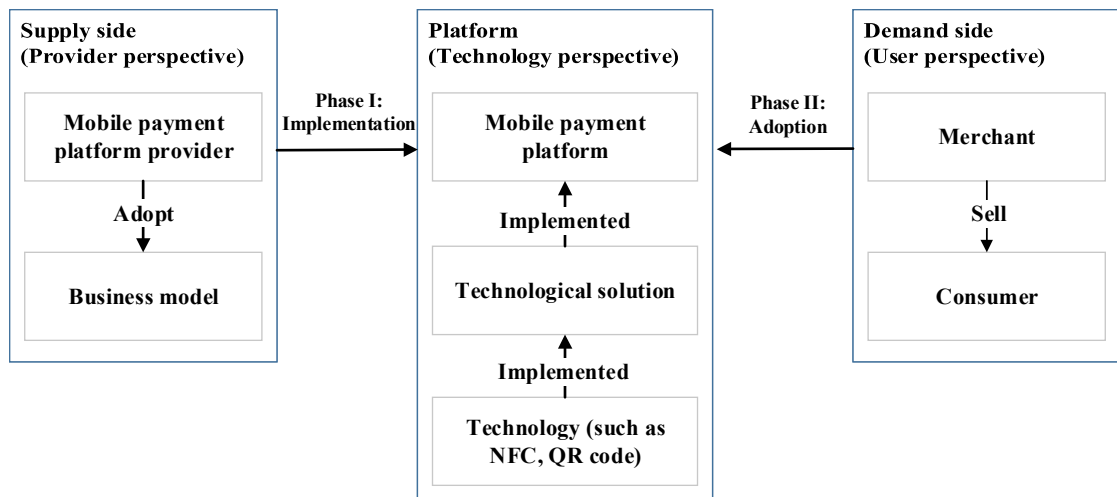 Supply side
(Provider perspective)
Mobile payment
platform provider
Adopt
Business model
Phase I:
Implementation
Platform
(Technology perspective)
Mobile payment
platform
Implemented
Technological solution
Implemented
Technology (such as
NFC, QR code)
Phase II:
Adoption
Demand side
(User perspective)
Merchant
Sell
Consumer